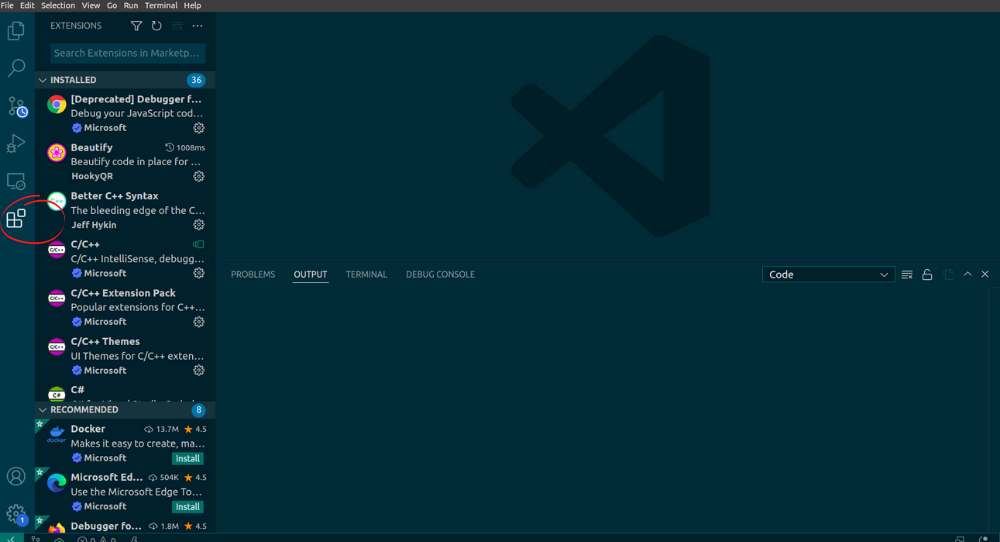 File Edit Selection View Go Run Terminal Help
EXTENSIONS
Search Extensions in Marketp...
INSTALLED 36
[Deprecated] Debugger f...
Debug your JavaScript cod...
Microsoft
Beautify 1008ms
Beautify code in place for ...
HookyQR
Better C++ Syntax
The bleeding edge of the C...
Jeff Hykin
C/C++
C/C++ IntelliSense, debugg...
Microsoft
C/C++ Extension Pack
Popular extensions for C++...
Microsoft
C/C++ Themes
UI Themes for C/C++ exten...
Microsoft
C#
RECOMMENDED 8
Docker 13.7M 4.5
Makes it easy to create, ma...
Microsoft Install
Microsoft Ed... 504K 4.5
Use the Microsoft Edge To...
Microsoft Install
Debugger fo... 1.8M 4.5
1
0 0
PROBLEMS OUTPUT TERMINAL DEBUG CONSOLE
Code